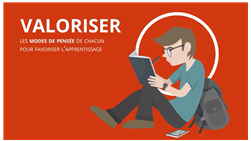 VALORISER
LES MODES DE PENSÉE DE CHACUN
POUR FAVORISER L'APPRENTISSAGE